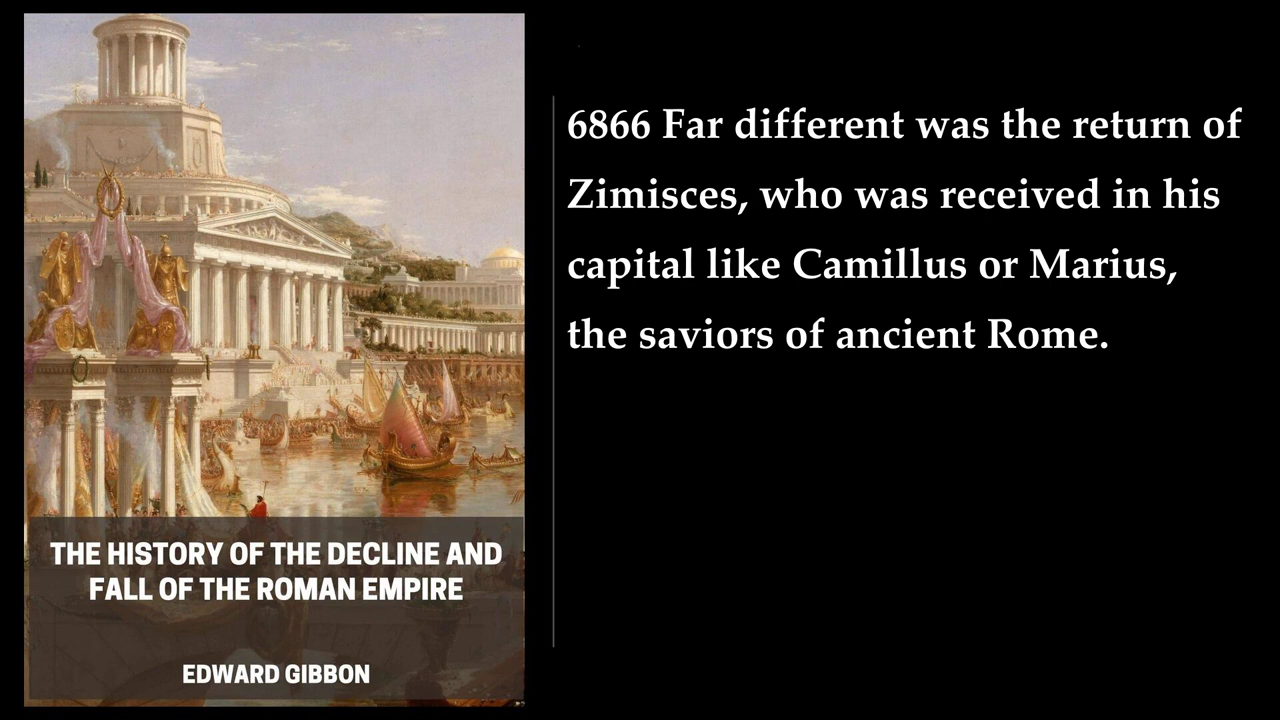 THE HISTORY OF THE DECLINE AND
FALL OF THE ROMAN EMPIRE
EDWARD GIBBON
6866 Far different was the return of
Zimisces, who was received in his
capital like Camillus or Marius,
the saviors of ancient Rome.